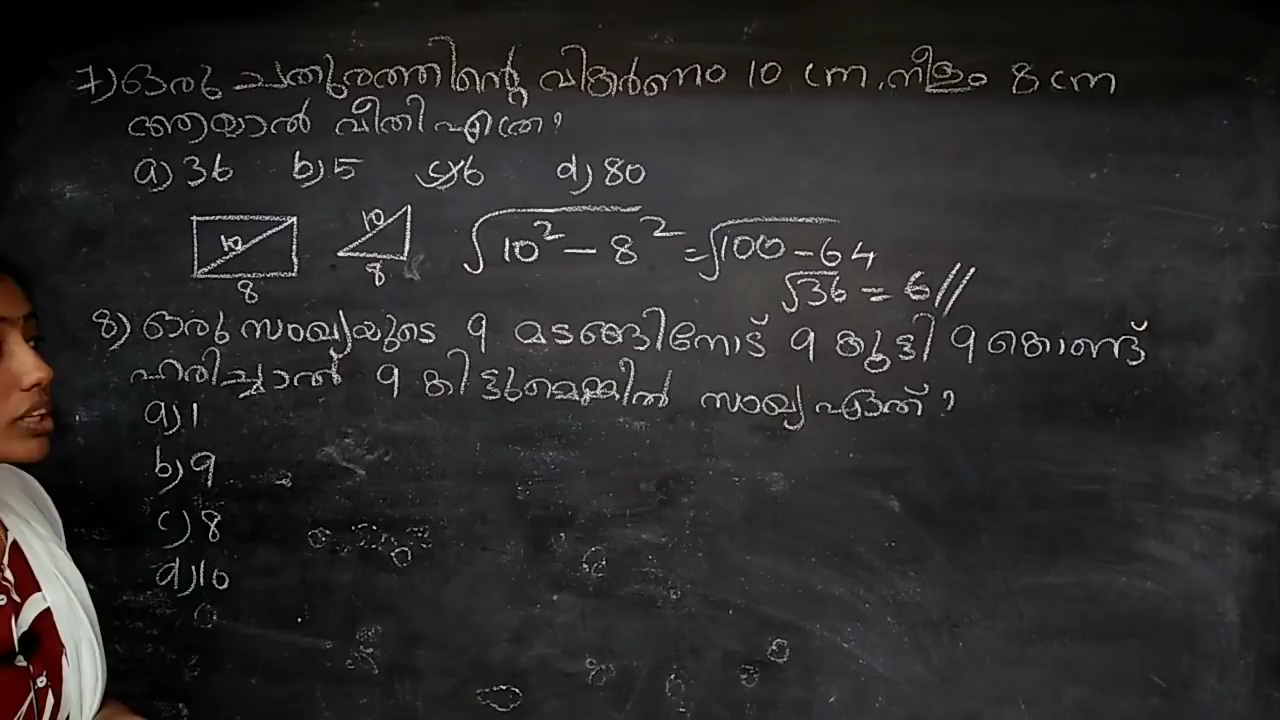 7) ഒരു ചതുരത്തിന്റെ വികർണം 10 cm നീളം 8 cm
ആയാൽ വീതി എത്ര?
a) 36 b) 5 c) 6 d) 80
10
8
10
8
√10² - 8² = √100 - 64
√36 = 6//
8) ഒരു സംഖ്യയുടെ 9 മടങ്ങിനോട് 9 കൂട്ടി 9 കൊണ്ട്
ഹരിച്ചാൽ 9 കിട്ടുമെങ്കിൽ സംഖ്യ ഏത്?
a) 1
b) 9
c) 8
d) 10